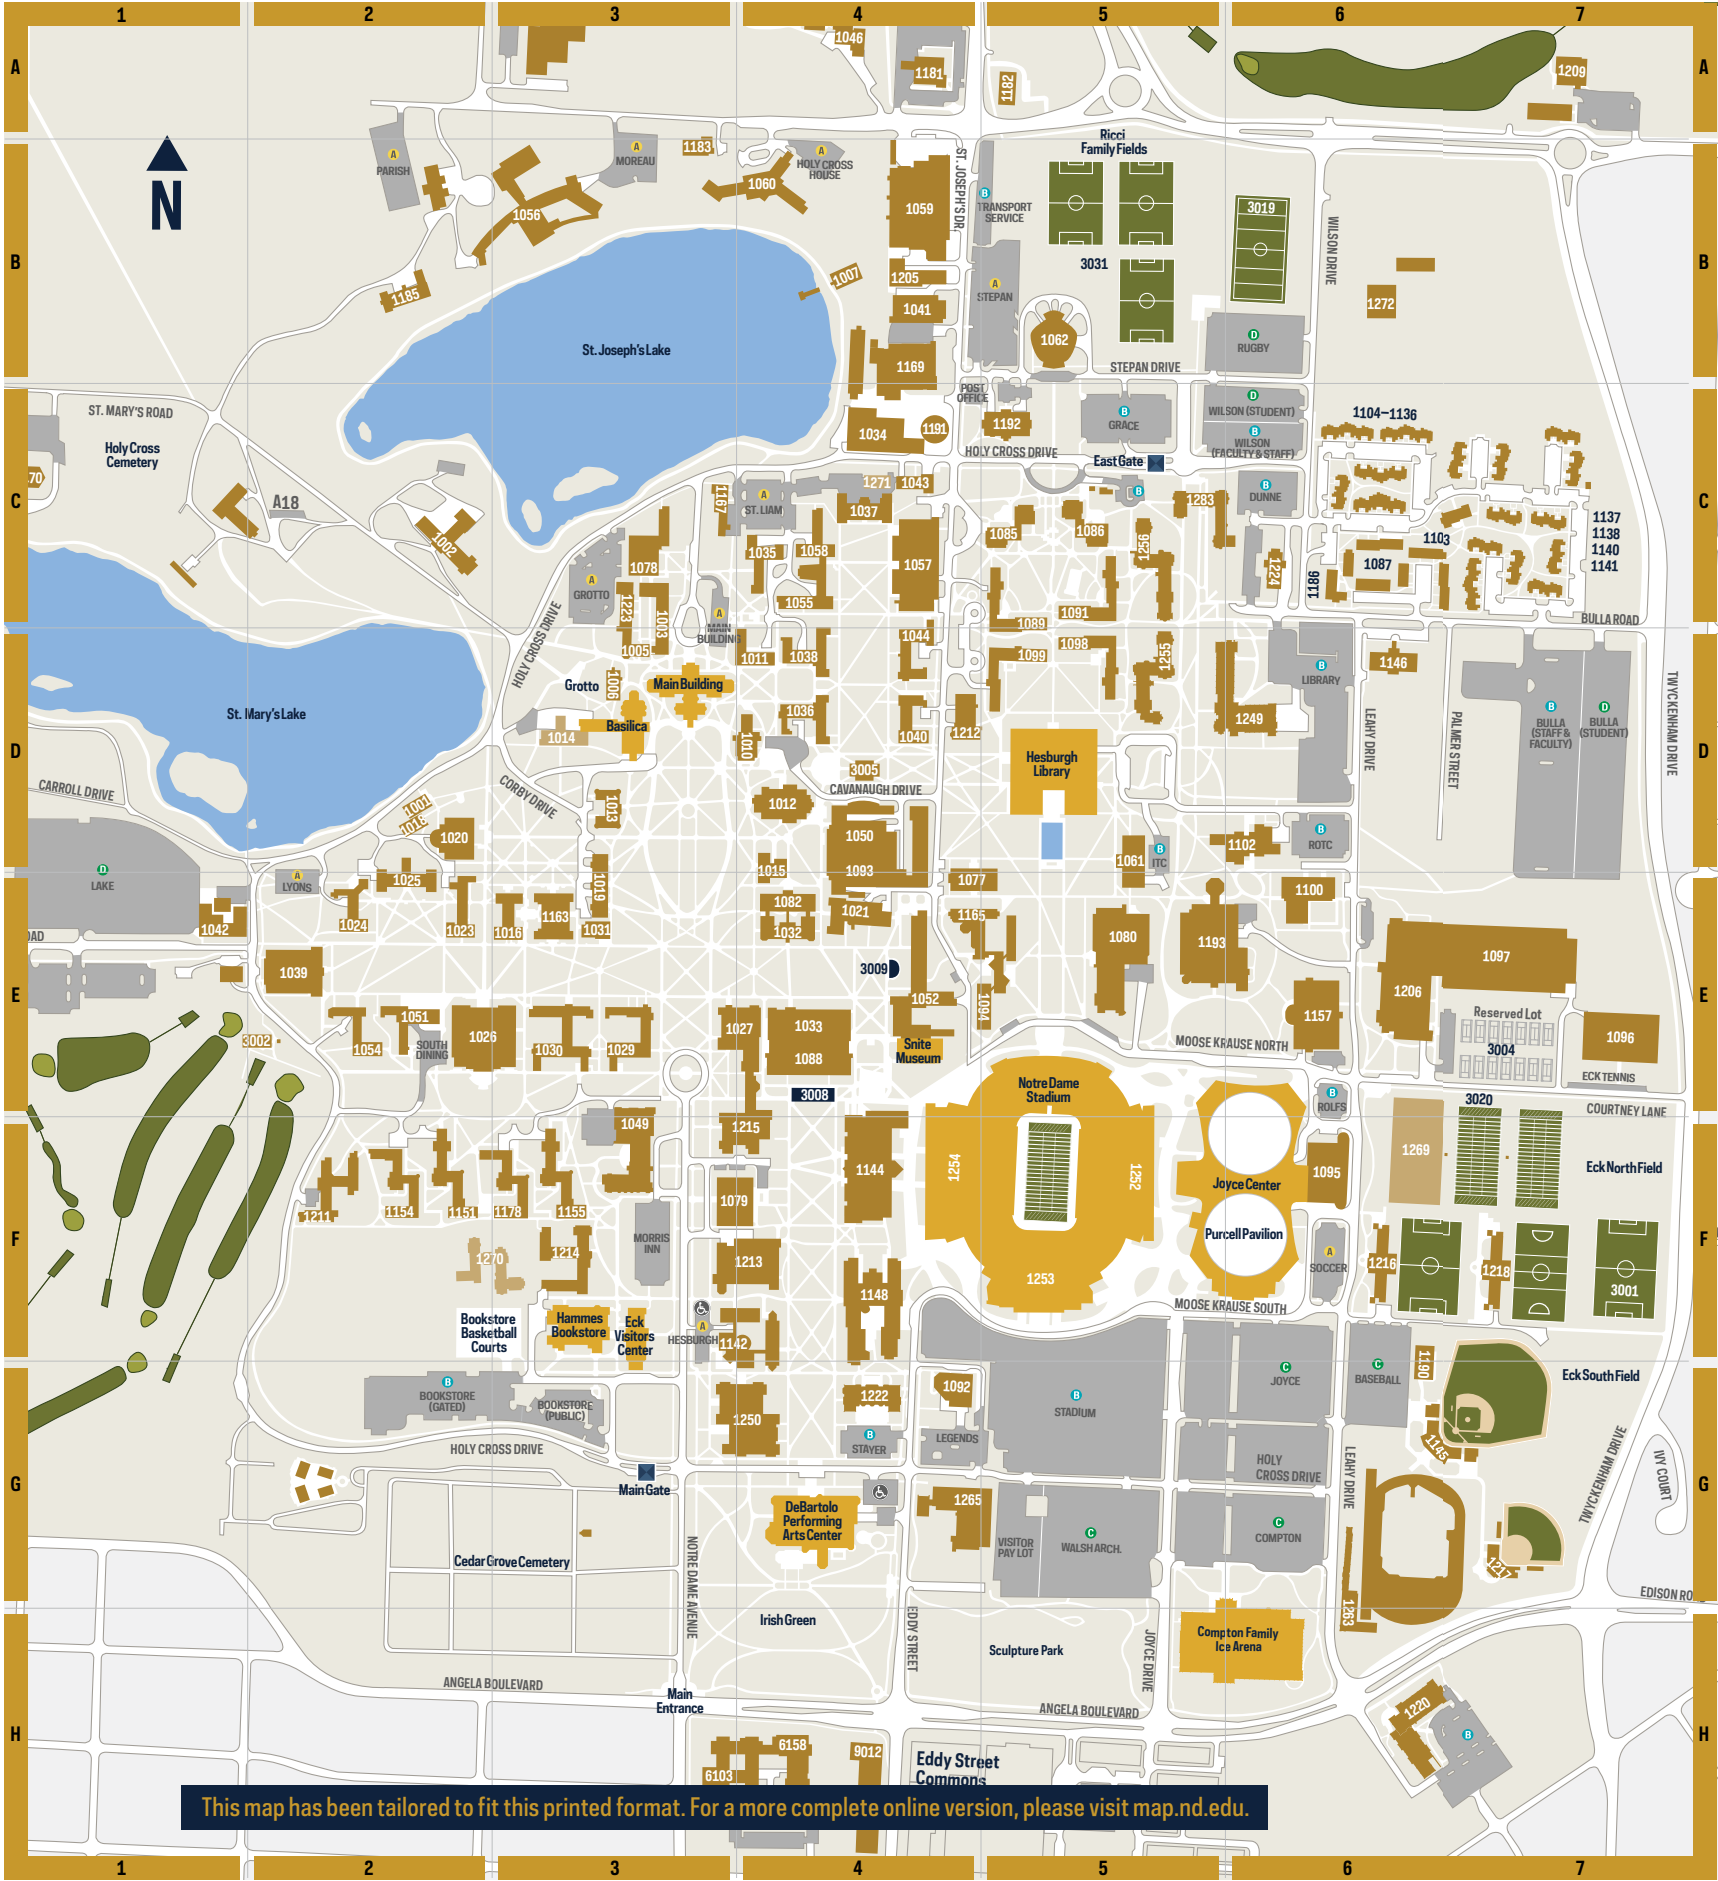 1
2
3
4
5
6
7
A
A
1046
1181
1182
1209
Ricci
Family Fields
A
PARISH
A
MOREAU
1183
A
HOLY CROSS
HOUSE
N
1056
1060
1059
ST. JOSEPH'S DR.
B
TRANSPORT
SERVICE
3019
WILSON DRIVE
B
B
1185
1007
1205
1041
A
STEPAN
3031
1272
1062
D
RUGBY
St. Joseph's Lake
1169
STEPAN DRIVE
POST
OFFICE
ST. MARY'S ROAD
Holy Cross
Cemetery
1034
1191
1192
B
GRACE
D
WILSON (STUDENT)
B
WILSON
(FACULTY & STAFF)
1104–1136
HOLY CROSS DRIVE
East Gate
70
C
C
A18
1002
1167
A
ST. LIAM
1271
1043
1037
B
1283
B
DUNNE
1137
1138
1140
1141
1085
1086
1256
1103
1087
1186
1224
1078
1035
1058
1057
A
GROTTO
1223
1003
1055
A
MAIN
BUILDING
1091
1089
BULLA ROAD
HOLY CROSS DRIVE
1005
1011
1038
1044
1099
1098
1255
B
LIBRARY
1146
Grotto
1006
Main Building
St. Mary's Lake
Basilica
1014
1010
1036
1040
1212
1249
LEAHY DRIVE
PALMER STREET
B
BULLA
(STAFF &
FACULTY)
D
BULLA
(STUDENT)
TWYCKENHAM DRIVE
D
D
Hesburgh
Library
3005
CAVANAUGH DRIVE
CARROLL DRIVE
CORBY DRIVE
1001
1018
1020
1013
1012
1050
1093
1015
1061
B
ITC
1102
B
ROTC
D
LAKE
A
LYONS
1025
1019
1077
1100
1042
1024
1023
1016
1163
1031
1082
1032
1021
1165
1080
1193
1097
OAD
1039
3009
1206
E
E
1052
1094
1157
Reserved Lot
3004
1096
3002
1051
1054
SOUTH
DINING
1026
1030
1029
1027
1033
1088
Snite
Museum
MOOSE KRAUSE NORTH
ECK TENNIS
3008
Notre Dame
Stadium
B
ROLFS
3020
COURTNEY LANE
1049
1215
1144
1254
1252
Joyce Center
1095
1269
Eck North Field
1211
1154
1151
1178
1155
1079
F
F
MORRIS
INN
Purcell Pavilion
A
SOCCER
1216
1218
3001
1270
1214
1213
1253
1148
MOOSE KRAUSE SOUTH
Bookstore
Basketball
Courts
Hammes
Bookstore
Eck
Visitors
Center
A
HESBURGH
1142
B
BOOKSTORE
(GATED)
BOOKSTORE
(PUBLIC)
1250
1222
1092
B
STADIUM
C
JOYCE
C
BASEBALL
1190
Eck South Field
HOLY CROSS DRIVE
B
STAYER
LEGENDS
HOLY
CROSS DRIVE
LEAHY DRIVE
1145
TWYCKENHAM DRIVE
IVY COURT
G
G
Main Gate
DeBartolo
Performing
Arts Center
1265
VISITOR
PAY LOT
C
WALSH ARCH.
C
COMPTON
Cedar Grove Cemetery
NOTRE DAME AVENUE
1217
1263
EDISON RO
Irish Green
EDDY STREET
Sculpture Park
JOYCE DRIVE
Compton Family
Ice Arena
ANGELA BOULEVARD
Main
Entrance
ANGELA BOULEVARD
1220
B
H
H
6103
6158
9012
Eddy Street
Commons
This map has been tailored to fit this printed format. For a more complete online version, please visit map.nd.edu.
1
2
3
4
5
6
7